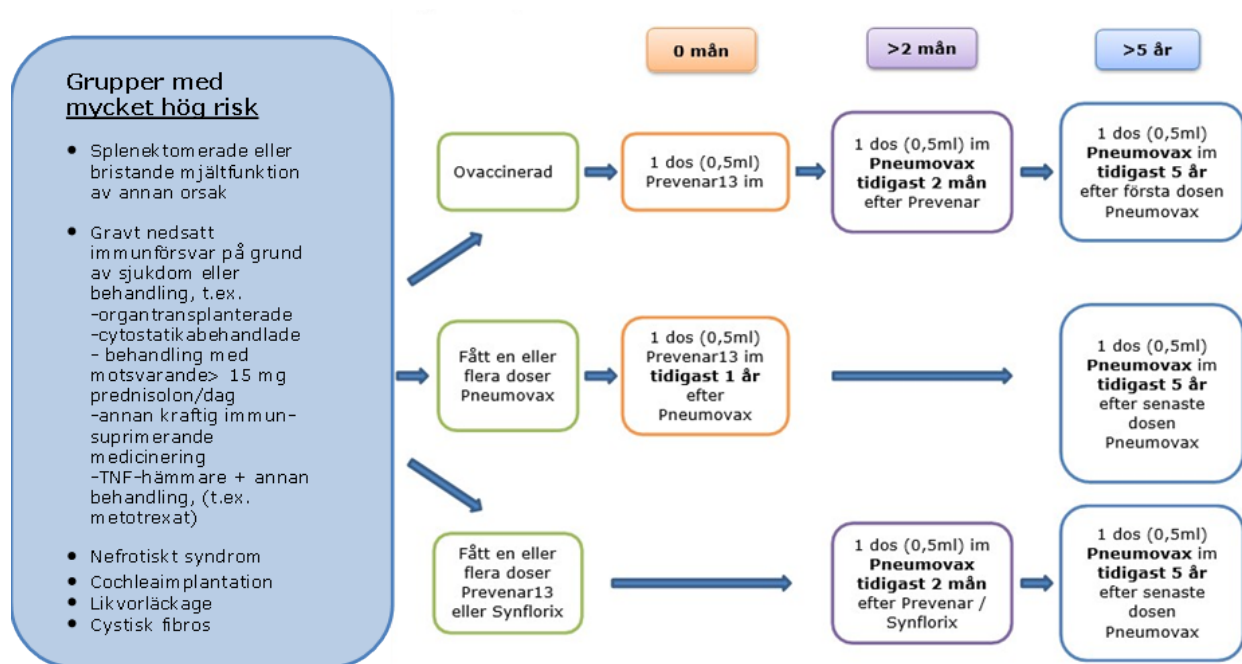 0 mån
>2 mån
>5 år
Grupper med
mycket hög risk
• Splenektomerade eller
bristande mjältfunktion
av annan orsak
• Gravt nedsatt
immunförsvar på grund
av sjukdom eller
behandling, t.ex.
-organtransplanterade
-cytostatikabehandlade
- behandling med
motsvarande> 15 mg
prednisolon/dag
-annan kraftig immun-
suprimerande
medicinering
-TNF-hämmare + annan
behandling, (t.ex.
metotrexat)
• Nefrotiskt syndrom
• Cochleaimplantation
• Likvorläckage
• Cystisk fibros
Ovaccinerad
1 dos (0,5ml)
Prevenar13 im
1 dos (0,5ml) im
Pneumovax
tidigast 2 mån
efter Prevenar
1 dos (0,5ml)
Pneumovax im
tidigast 5 år
efter första dosen
Pneumovax
Fått en eller
flera doser
Pneumovax
1 dos (0,5ml)
Prevenar13 im
tidigast 1 år
efter
Pneumovax
1 dos (0,5ml)
Pneumovax im
tidigast 5 år
efter senaste
dosen
Pneumovax
Fått en eller
flera doser
Prevenar13
eller Synflorix
1 dos (0,5ml) im
Pneumovax
tidigast 2 mån
efter Prevenar /
Synflorix
1 dos (0,5ml)
Pneumovax im
tidigast 5 år
efter senaste
dosen
Pneumovax